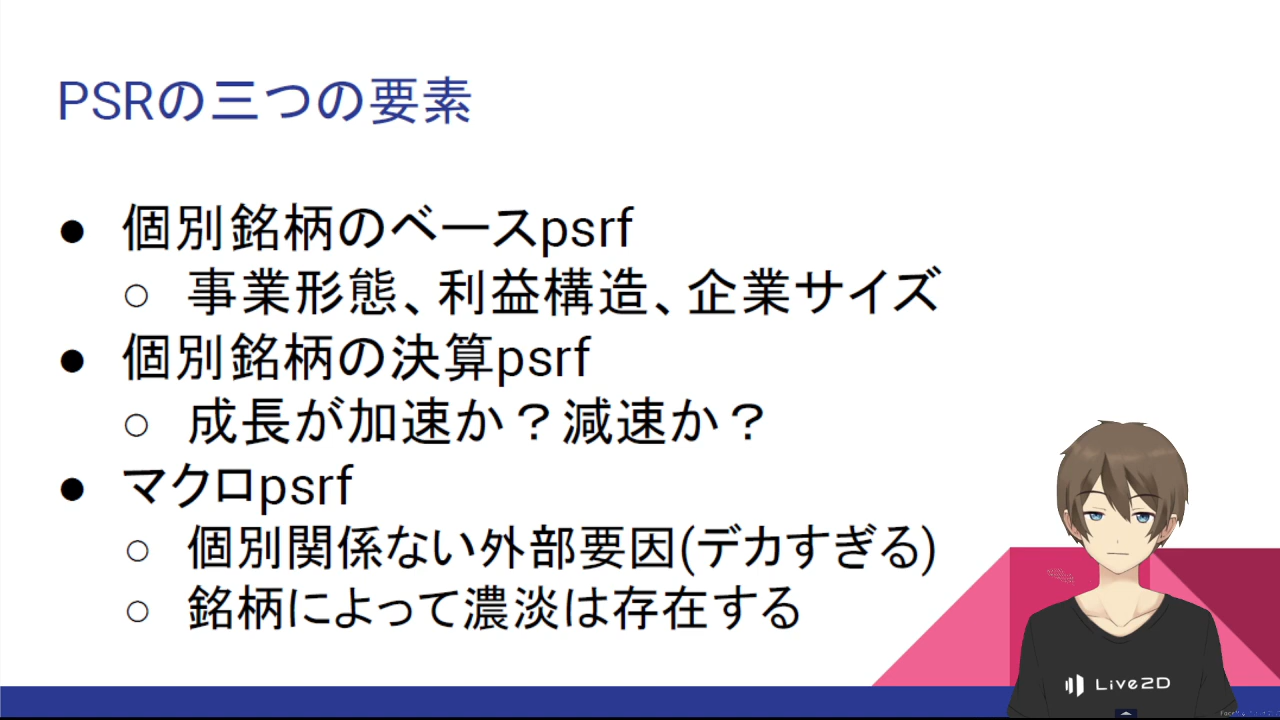 PSRの三つの要素
● 個別銘柄のベースpsrf
○ 事業形態、利益構造、企業サイズ
● 個別銘柄の決算psrf
○ 成長が加速か？減速か？
● マクロpsrf
○ 個別関係ない外部要因(デカすぎる)
○ 銘柄によって濃淡は存在する
Live2D